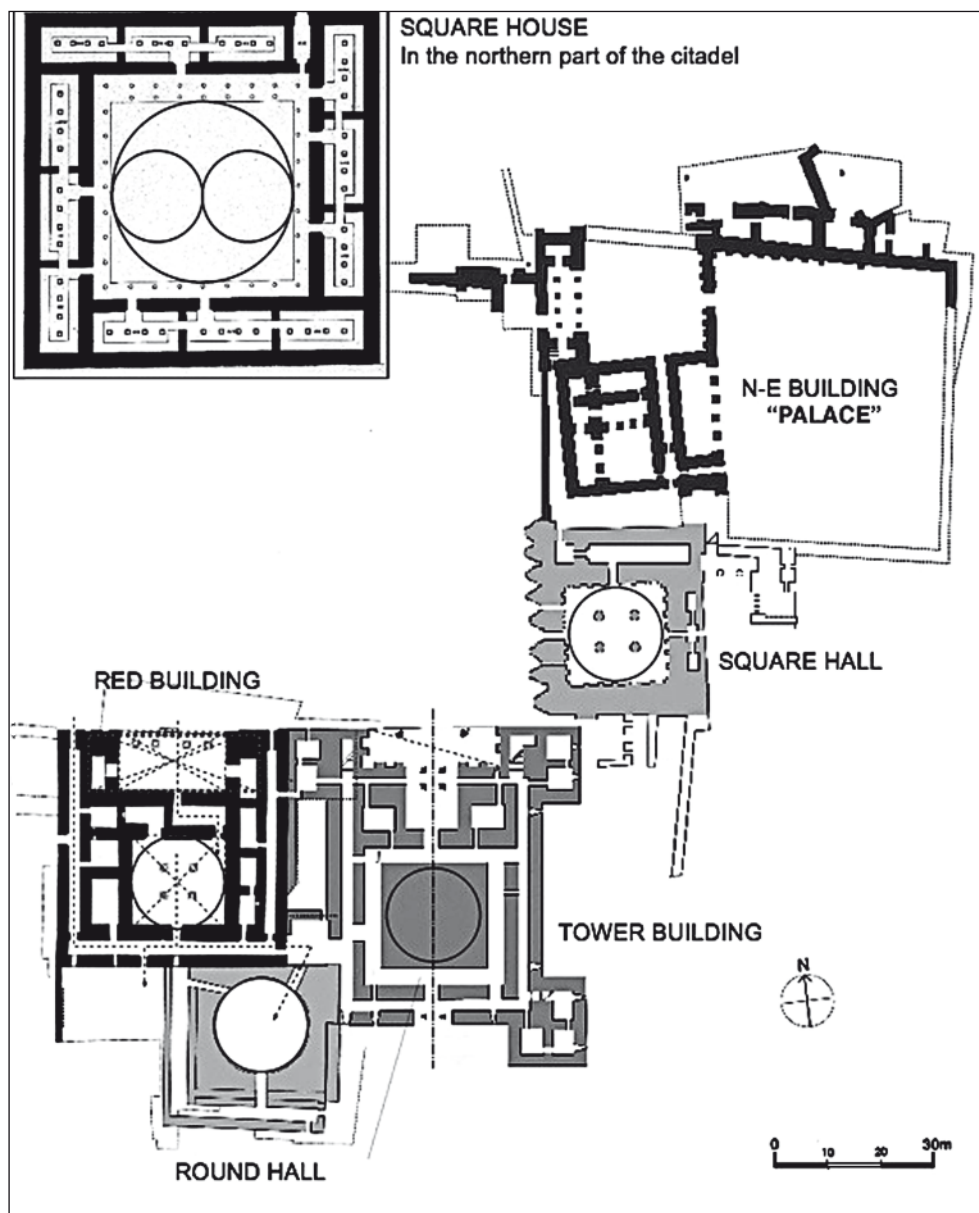 SQUARE HOUSE
In the northern part of the citadel
N-E BUILDING
“PALACE”
SQUARE HALL
RED BUILDING
TOWER BUILDING
N
ROUND HALL
0 10 20 30m